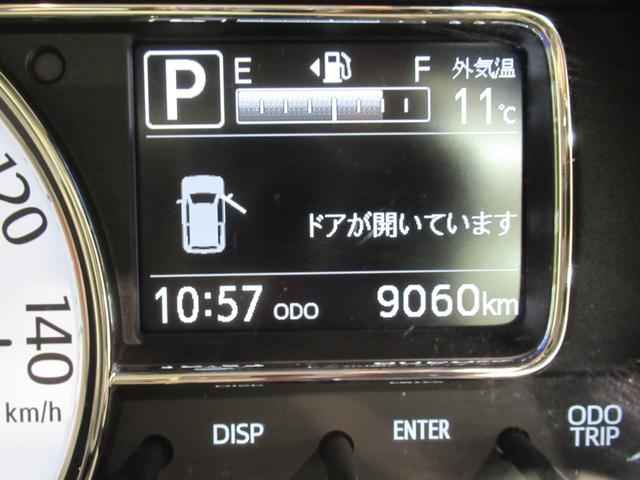 P E F 外気温
11℃
ドアが開いています
10:57 ODO 9060km
120
140
km/h
DISP ENTER ODO
TRIP